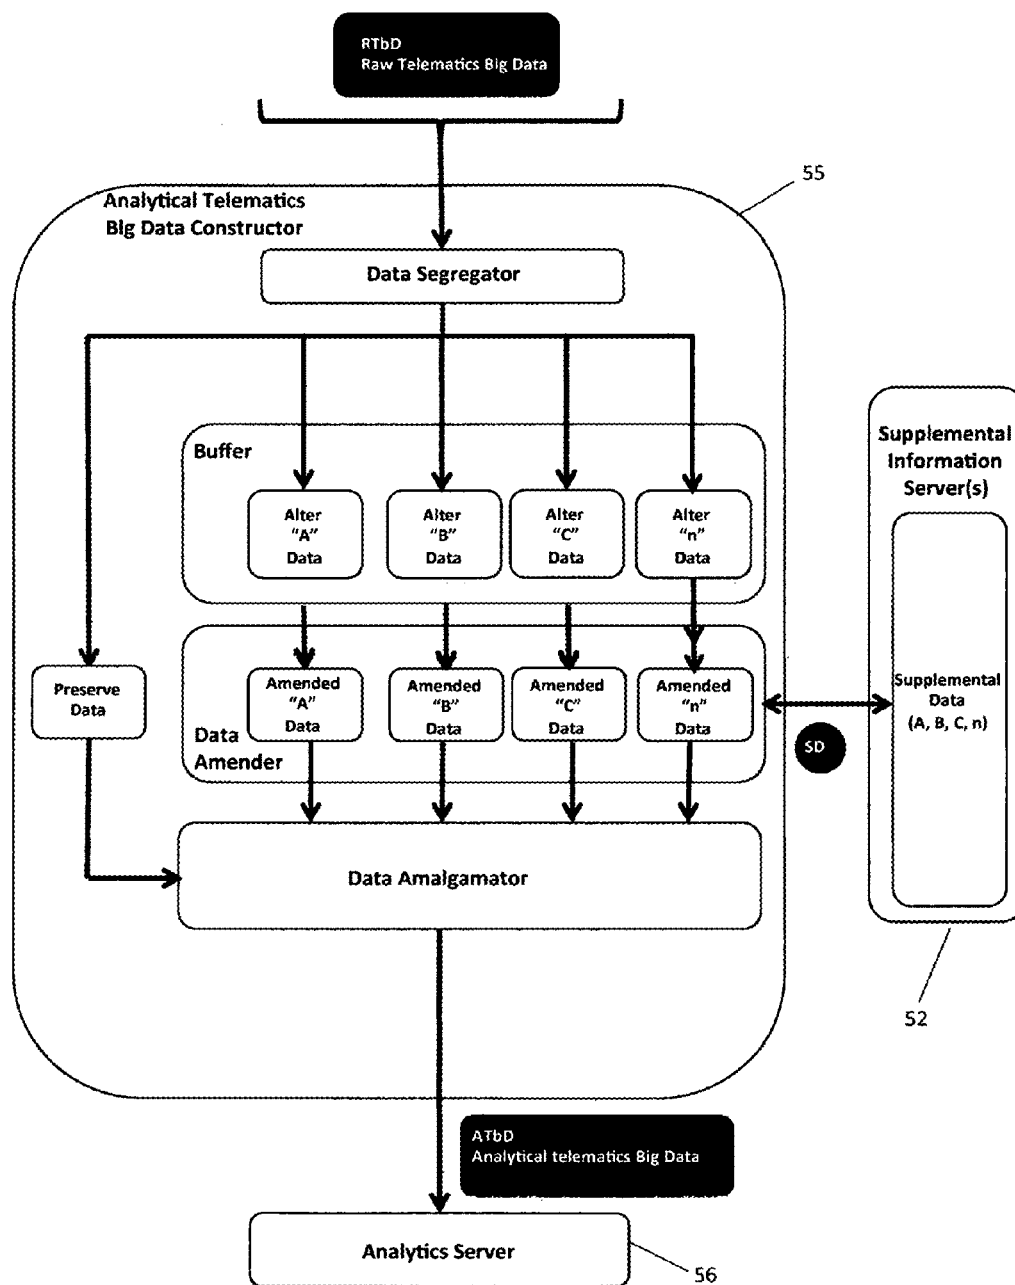 RTbD
Raw Telematics Big Data
55
Analytical Telematics
Big Data Constructor
Data Segregator
Buffer
Alter
"A"
Data
Alter
"B"
Data
Alter
"C"
Data
Alter
"n"
Data
Supplemental
Information
Server(s)
Preserve
Data
Amended
"A"
Data
Amended
"B"
Data
Amended
"C"
Data
Amended
"n"
Data
Data
Amender
SD
Supplemental
Data
(A, B, C, n)
Data Amalgamator
52
ATbD
Analytical telematics Big Data
Analytics Server
56